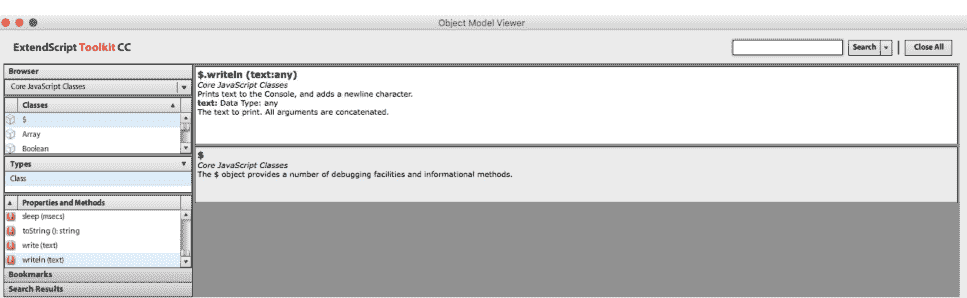 Object Model Viewer
ExtendScript Toolkit CC
Search
Close All
Browser
Core JavaScript Classes
Classes
$
Array
Boolean
Types
Class
Properties and Methods
sleep (msecs)
toString (): string
write (text)
writeln (text)
Bookmarks
Search Results
$.writeln (text:any)
Core JavaScript Classes
Prints text to the Console, and adds a newline character.
text: Data Type: any
The text to print. All arguments are concatenated.
$
Core JavaScript Classes
The $ object provides a number of debugging facilities and informational methods.